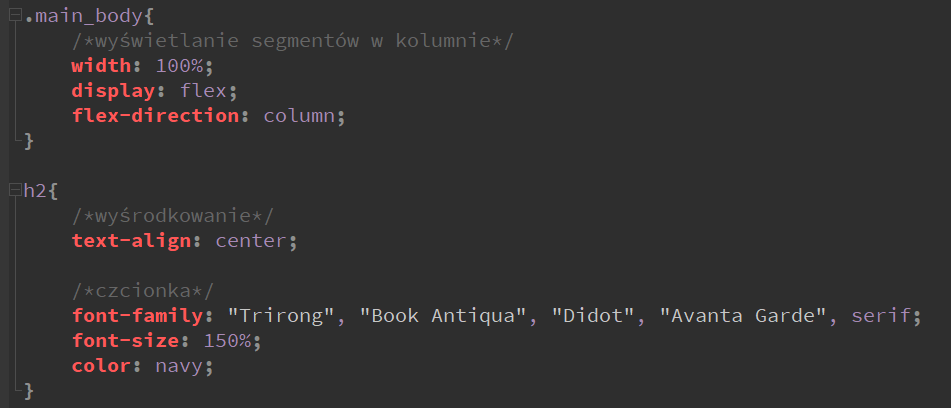 .main_body{
/*wyświetlanie segmentów w kolumnie*/
width: 100%;
display: flex;
flex-direction: column;
}
h2{
/*wyśrodkowanie*/
text-align: center;
/*czcionka*/
font-family: "Trirong", "Book Antiqua", "Didot", "Avanta Garde", serif;
font-size: 150%;
color: navy;
}